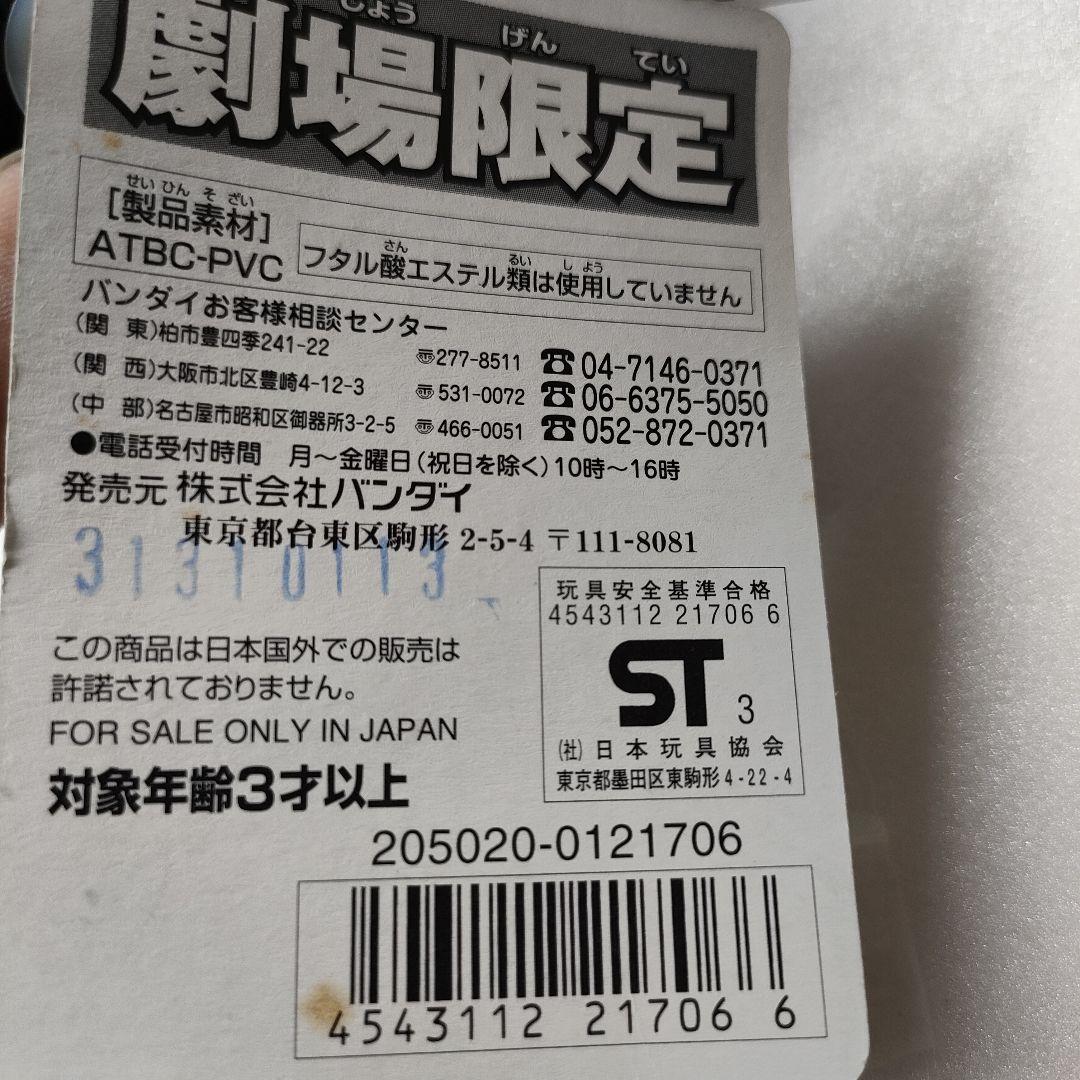 じょう げん てい
劇場限定
せい ひん そ ざい
[製品素材]
ATBC-PVC
さん るい し よう
フタル酸エステル類は使用していません
バンダイお客様相談センター
(関 東)柏市豊四季241-22 〠277-8511 ☎04-7146-0371
(関 西)大阪市北区豊崎4-12-3 〠531-0072 ☎06-6375-5050
(中 部)名古屋市昭和区御器所3-2-5 〠466-0051 ☎052-872-0371
●電話受付時間 月〜金曜日(祝日を除く)10時〜16時
発売元 株式会社バンダイ
東京都台東区駒形 2-5-4 〒111-8081
31310113
この商品は日本国外での販売は
許諾されておりません。
FOR SALE ONLY IN JAPAN
対象年齢3才以上
玩具安全基準合格
4543112 21706 6
ST 3
(社)日本玩具協会
東京都墨田区東駒形4-22-4
205020-0121706
4543112 21706 6